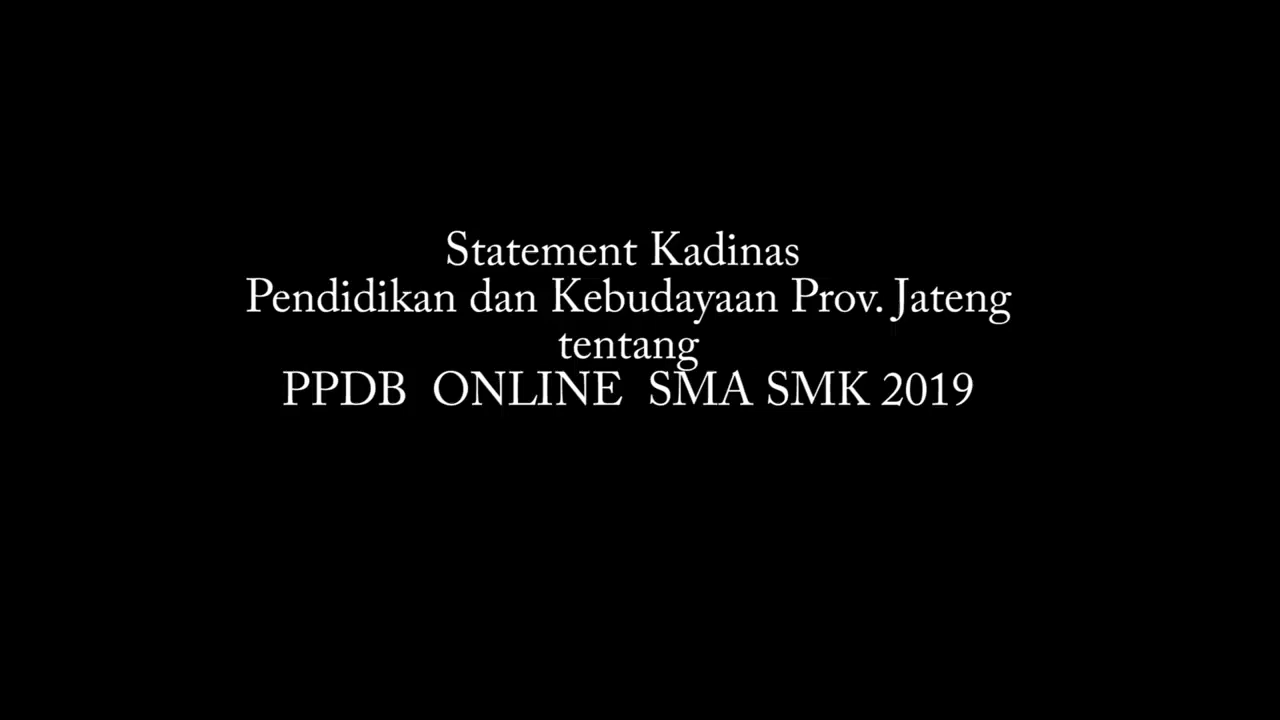 Statement Kadinas
Pendidikan dan Kebudayaan Prov. Jateng
tentang
PPDB ONLINE SMA SMK 2019